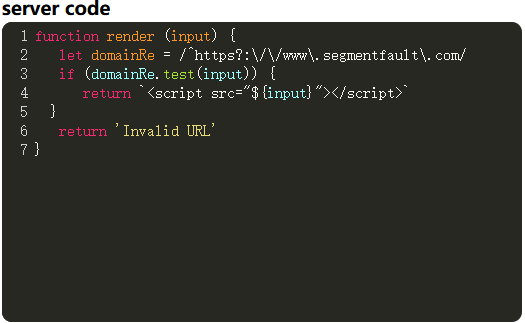 server code
1 function render (input) {
2 let domainRe = /^https?:\/\/www\.segmentfault\.com/
3 if (domainRe.test(input)) {
4 return `<script src="${input}"></script>`
5 }
6 return 'Invalid URL'
7 }